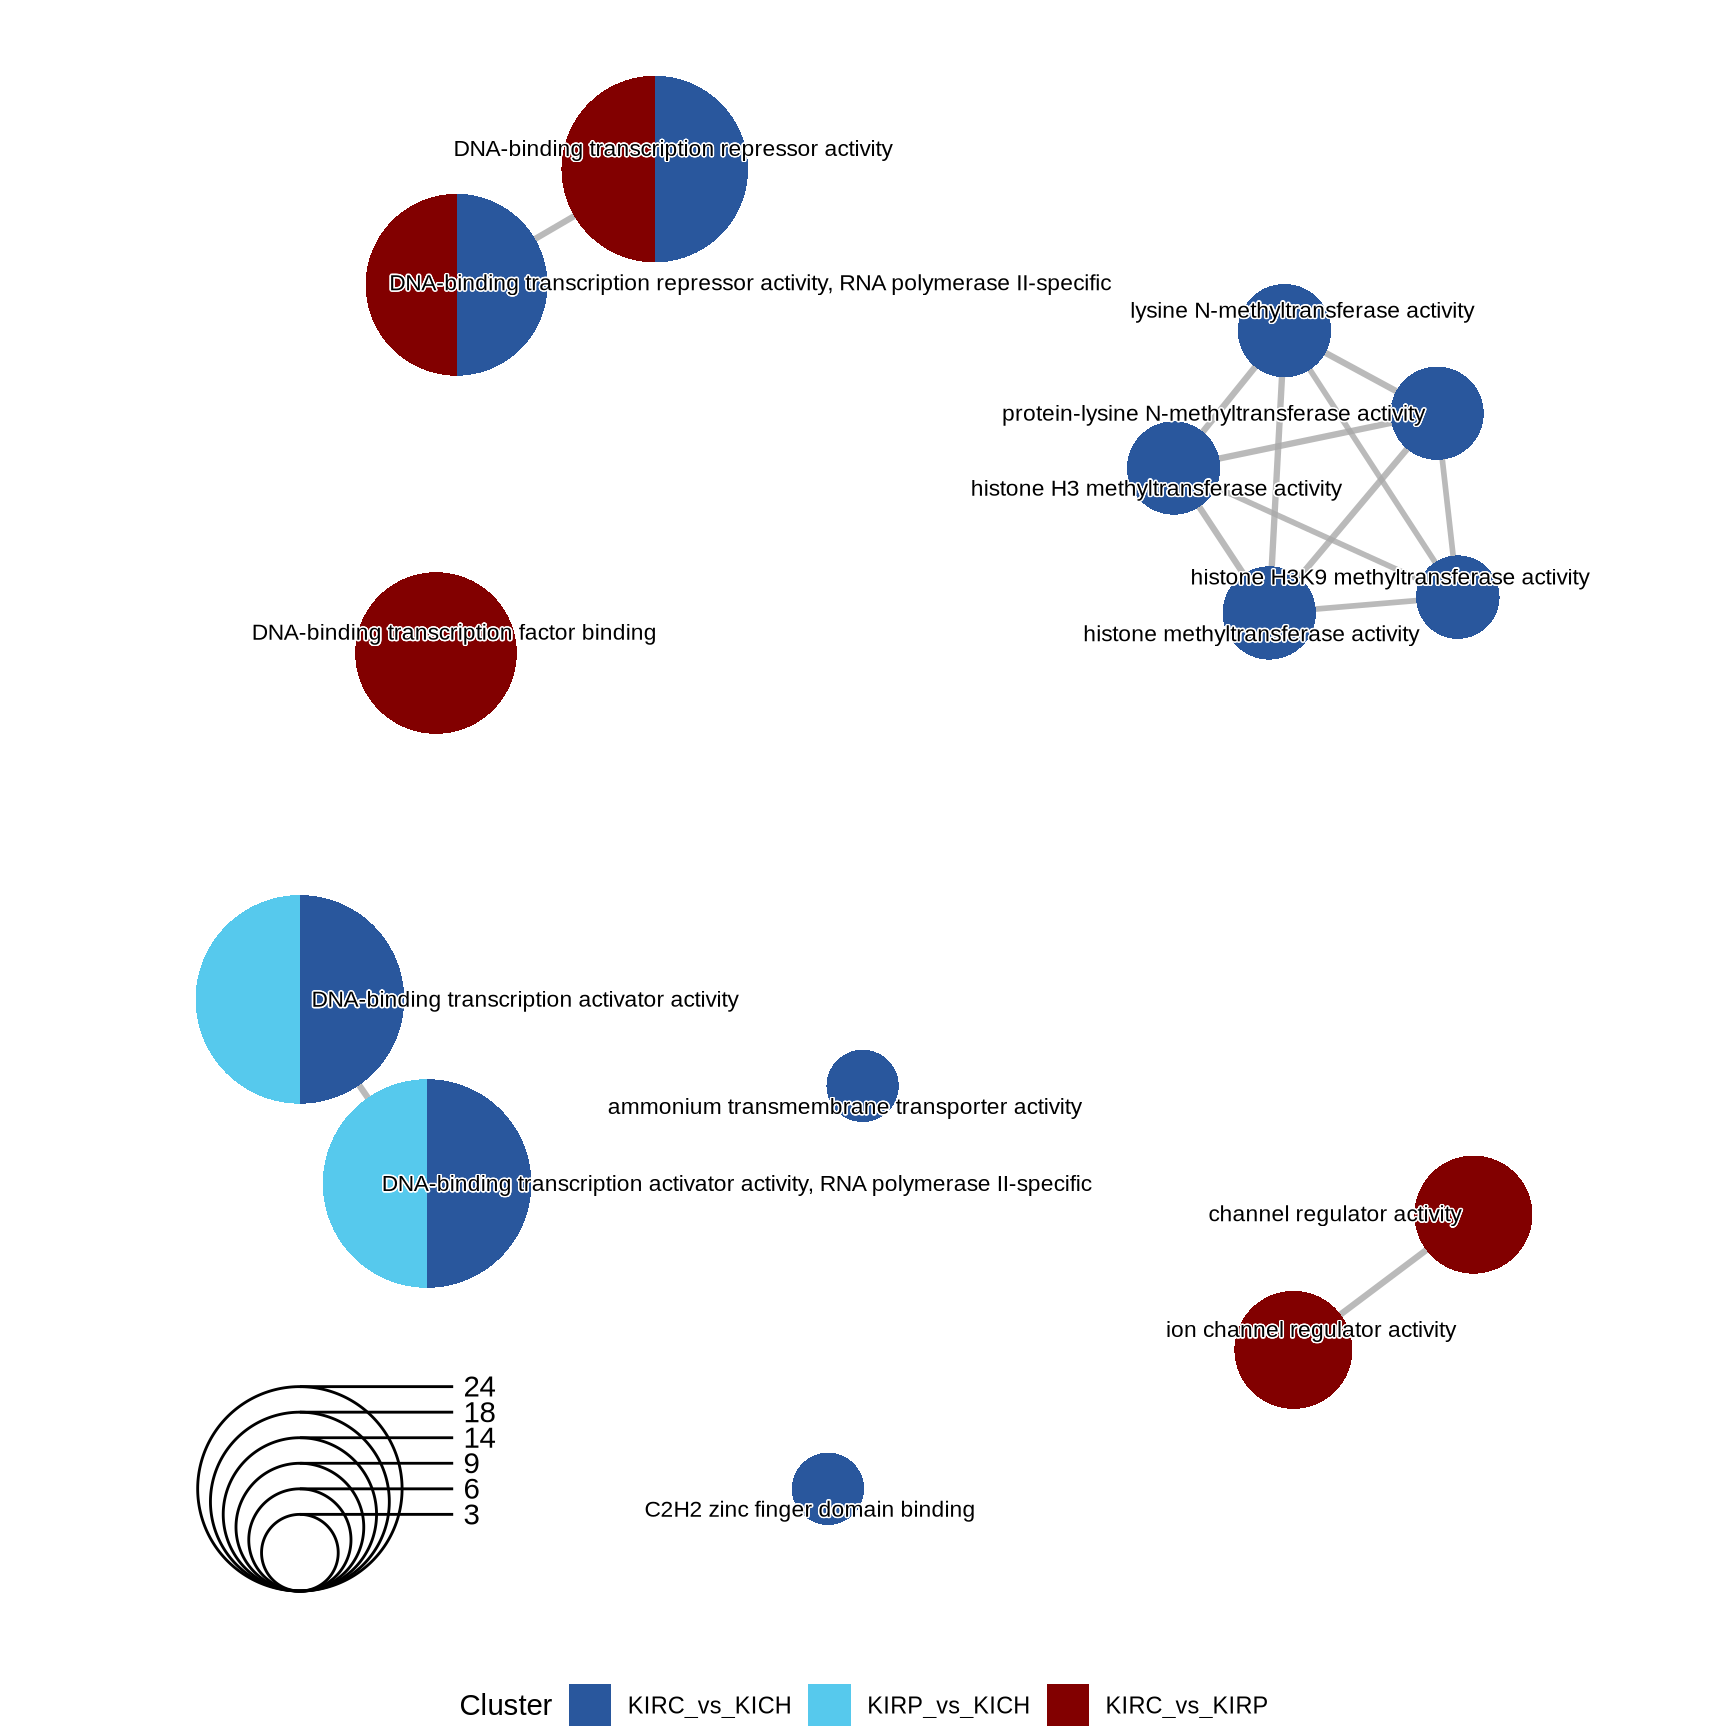 DNA-binding transcription repressor activity
DNA-binding transcription repressor activity, RNA polymerase II-specific
lysine N-methyltransferase activity
protein-lysine N-methyltransferase activity
histone H3 methyltransferase activity
histone H3K9 methyltransferase activity
DNA-binding transcription factor binding
histone methyltransferase activity
DNA-binding transcription activator activity
ammonium transmembrane transporter activity
DNA-binding transcription activator activity, RNA polymerase II-specific
channel regulator activity
ion channel regulator activity
24
18
14
9
6
3
C2H2 zinc finger domain binding
Cluster KIRC_vs_KICH KIRP_vs_KICH KIRC_vs_KIRP